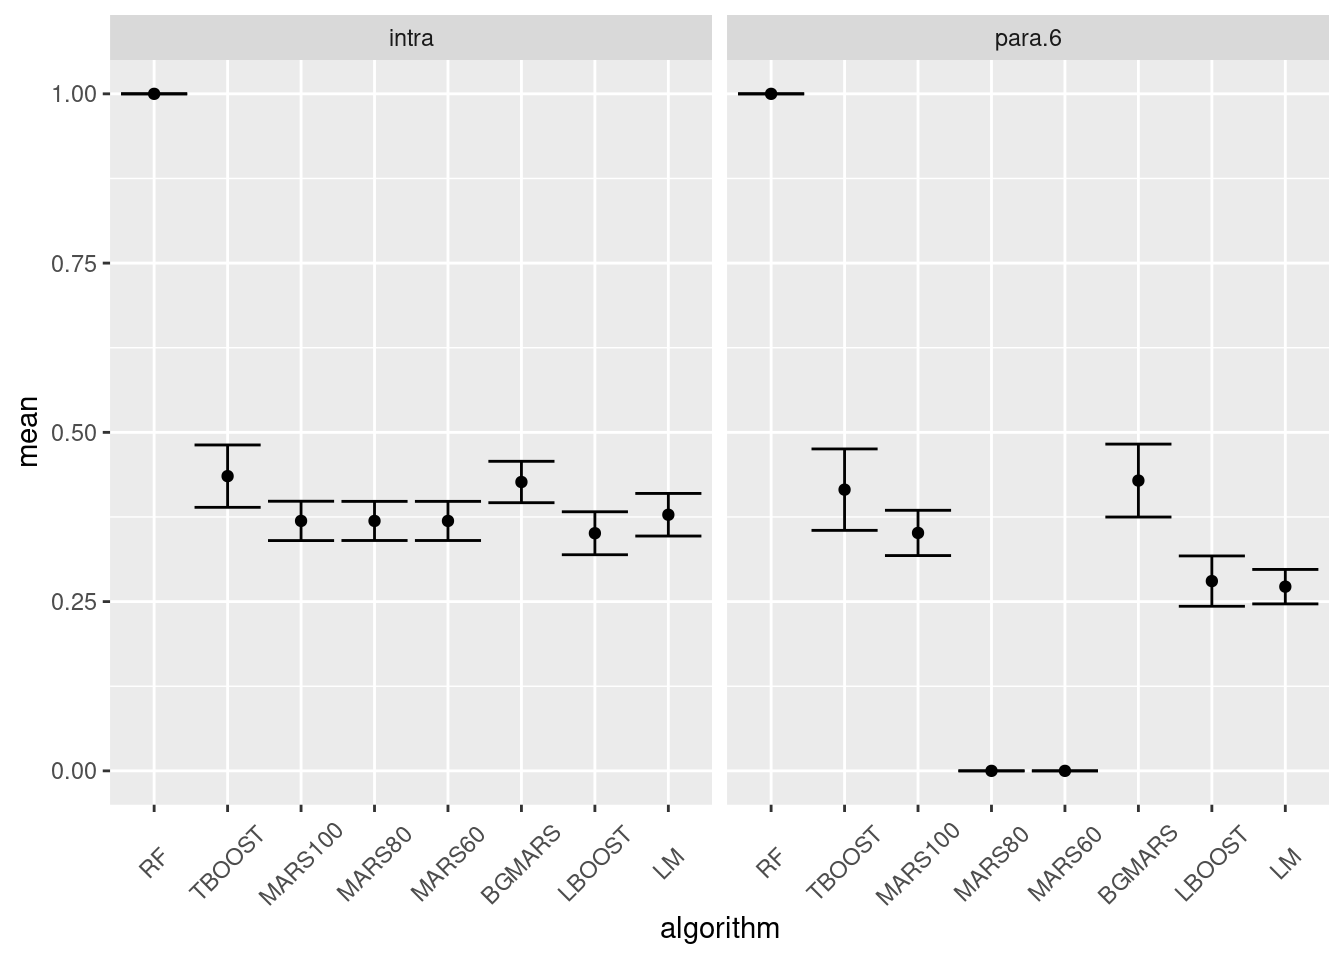 intra
para.6
mean
1.00
0.75
0.50
0.25
0.00
RF
TBOOST
MARS100
MARS80
MARS60
BGMARS
LBOOST
LM
RF
TBOOST
MARS100
MARS80
MARS60
BGMARS
LBOOST
LM
algorithm